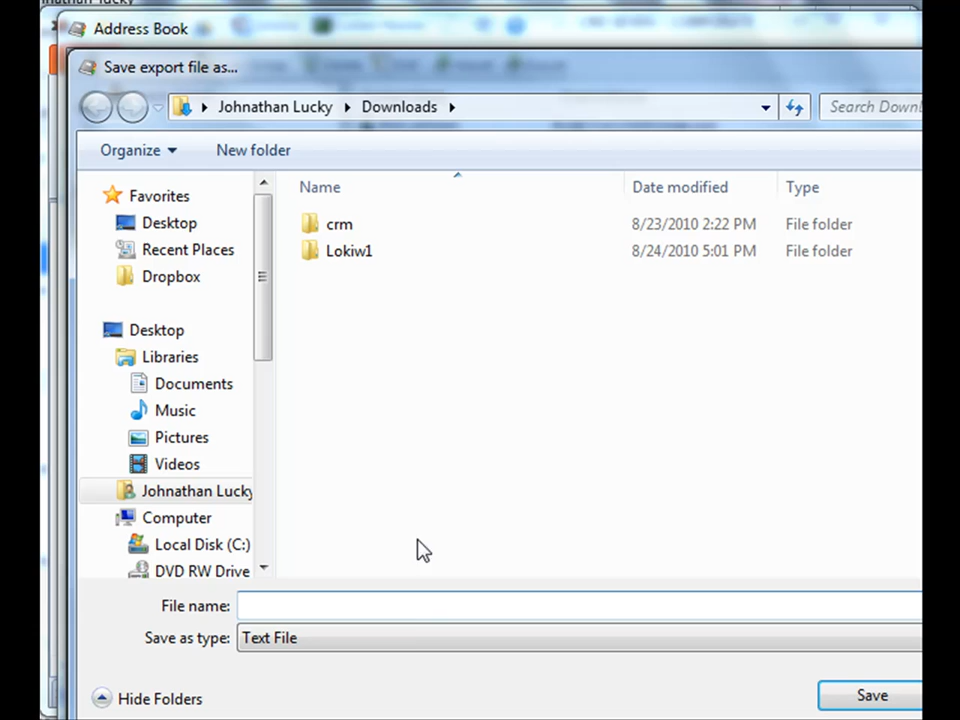 Address Book
Save export file as...
Johnathan Lucky Downloads
Search Downl
Organize New folder
Name Date modified Type
Favorites
Desktop
Recent Places
Dropbox
crm 8/23/2010 2:22 PM File folder
Lokiw1 8/24/2010 5:01 PM File folder
Desktop
Libraries
Documents
Music
Pictures
Videos
Johnathan Lucky
Computer
Local Disk (C:)
DVD RW Drive
File name:
Save as type: Text File
Hide Folders
Save